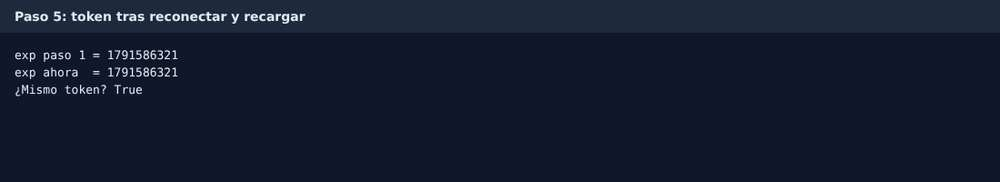 Paso 5: token tras reconectar y recargar
exp paso 1 = 1791586321
exp ahora  = 1791586321
¿Mismo token? True